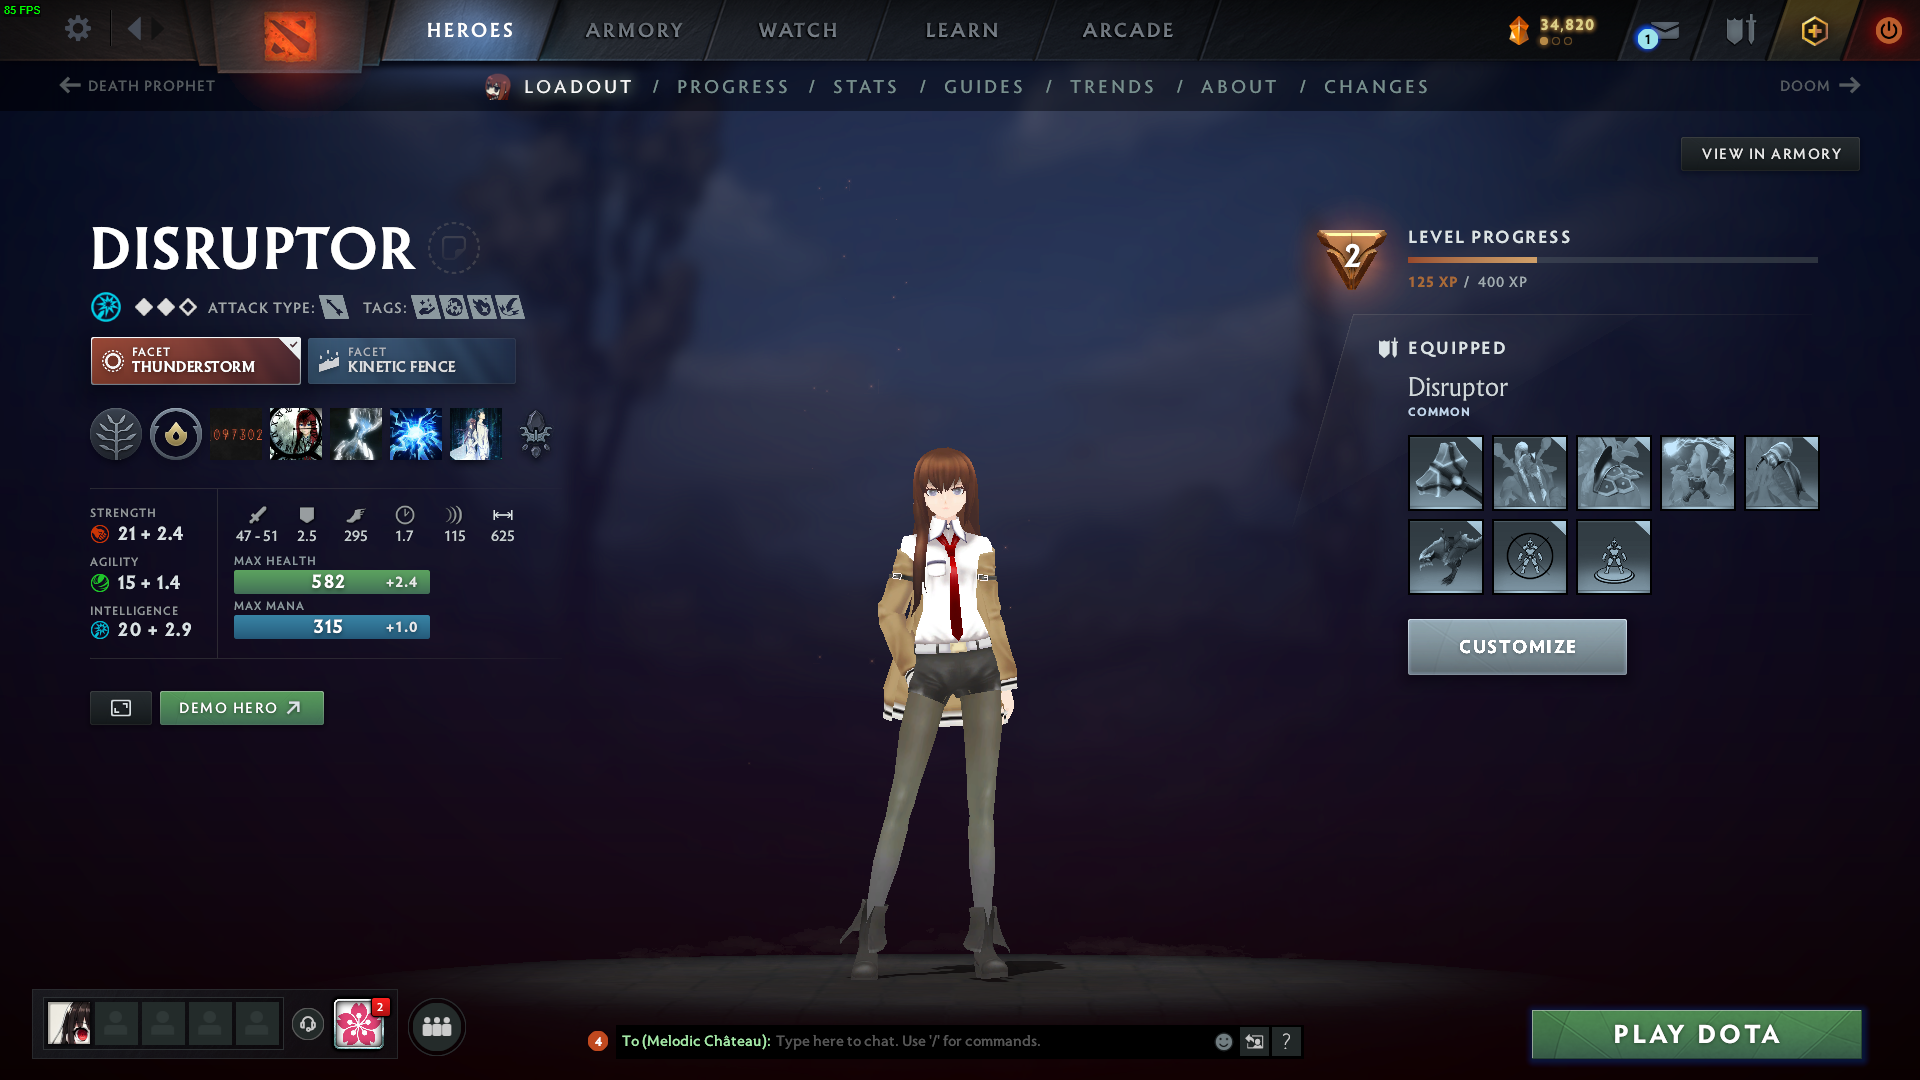 85 FPS
HEROES
ARMORY
WATCH
LEARN
ARCADE
34,820
1
DEATH PROPHET
LOADOUT / PROGRESS / STATS / GUIDES / TRENDS / ABOUT / CHANGES
DOOM
VIEW IN ARMORY
DISRUPTOR
ATTACK TYPE:
TAGS:
FACET
THUNDERSTORM
FACET
KINETIC FENCE
097302
STRENGTH
21 + 2.4
AGILITY
15 + 1.4
INTELLIGENCE
20 + 2.9
47 - 51
2.5
295
1.7
115
625
MAX HEALTH
582 +2.4
MAX MANA
315 +1.0
DEMO HERO
2
LEVEL PROGRESS
125 XP / 400 XP
EQUIPPED
Disruptor
COMMON
CUSTOMIZE
2
4
To (Melodic Château): Type here to chat. Use '/' for commands.
?
PLAY DOTA